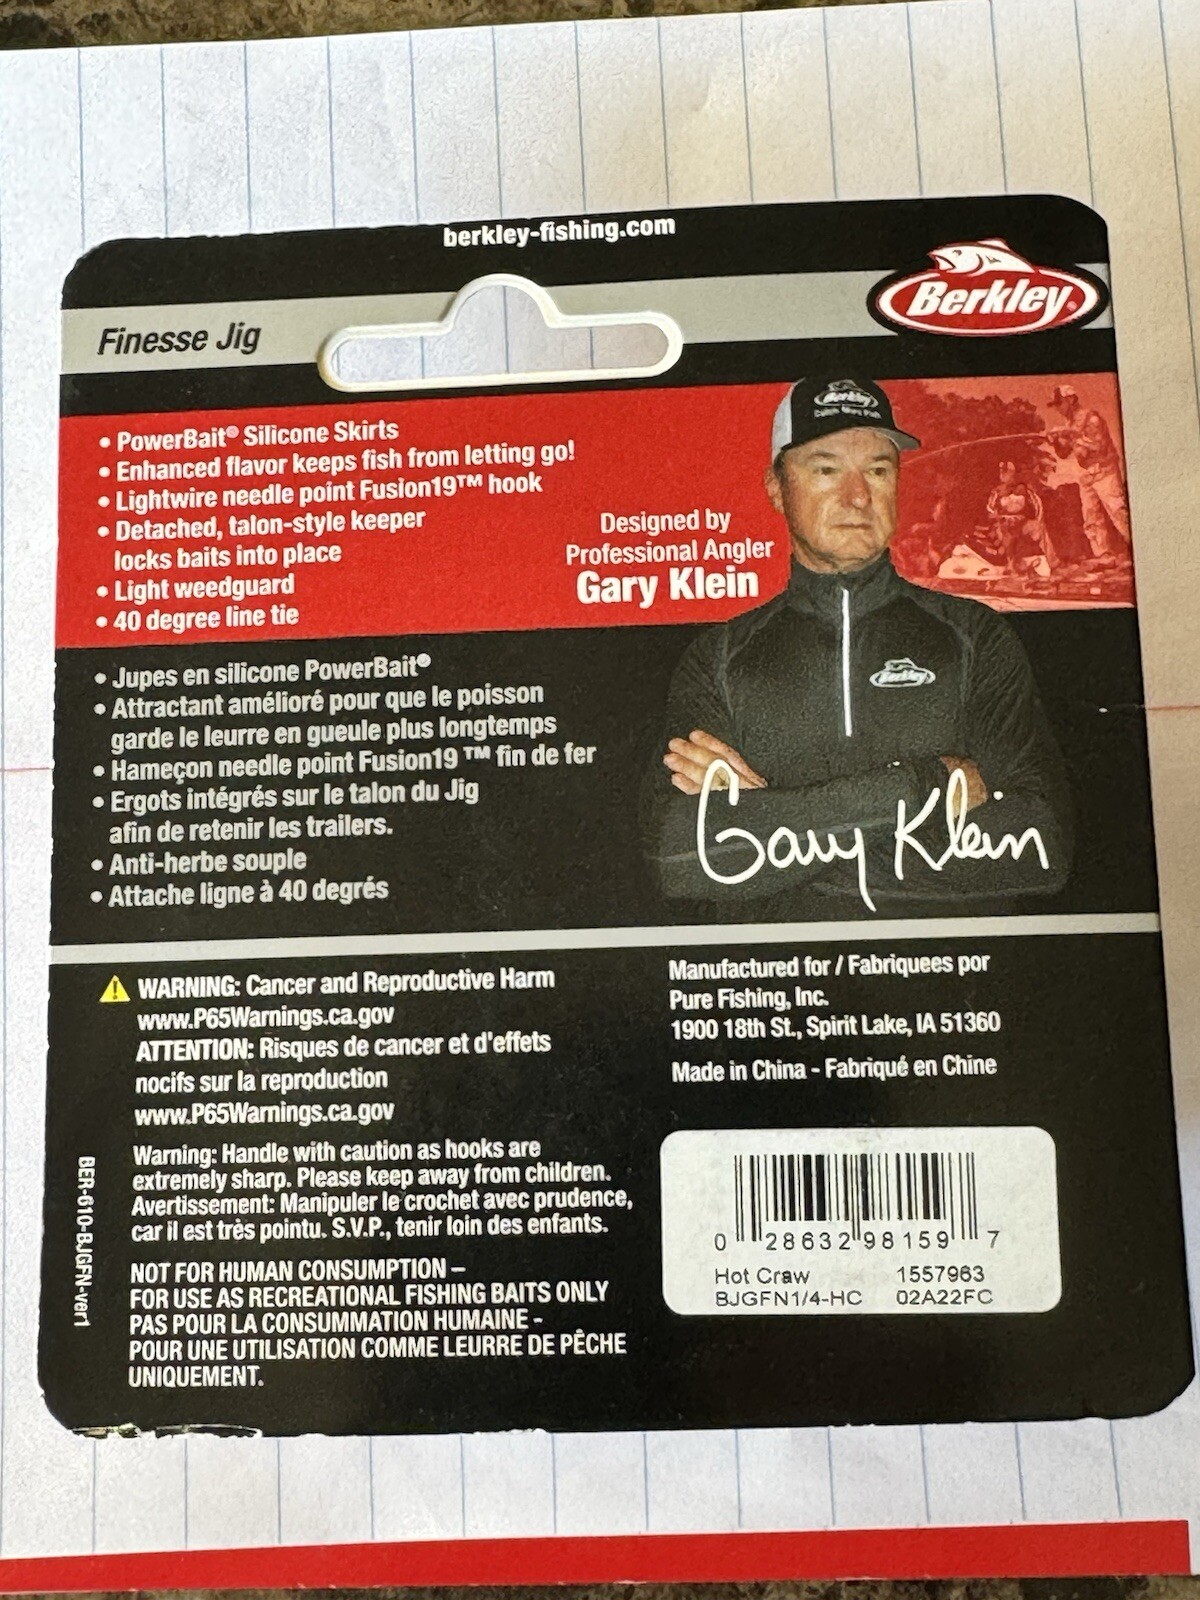 berkley-fishing.com
Berkley®
Finesse Jig
• PowerBait® Silicone Skirts
• Enhanced flavor keeps fish from letting go!
• Lightwire needle point Fusion19™ hook
• Detached, talon-style keeper
locks baits into place
• Light weedguard
• 40 degree line tie
Berkley
Catch More Fish
Designed by
Professional Angler
Gary Klein
• Jupes en silicone PowerBait®
• Attractant amélioré pour que le poisson
garde le leurre en gueule plus longtemps
• Hameçon needle point Fusion19 ™ fin de fer
• Ergots intégrés sur le talon du Jig
afin de retenir les trailers.
• Anti-herbe souple
• Attache ligne à 40 degrés
Berkley
Gary Klein
WARNING: Cancer and Reproductive Harm
www.P65Warnings.ca.gov
ATTENTION: Risques de cancer et d'effets
nocifs sur la reproduction
www.P65Warnings.ca.gov
Warning: Handle with caution as hooks are
extremely sharp. Please keep away from children.
Avertissement: Manipuler le crochet avec prudence,
car il est très pointu. S.V.P., tenir loin des enfants.
NOT FOR HUMAN CONSUMPTION –
FOR USE AS RECREATIONAL FISHING BAITS ONLY
PAS POUR LA CONSUMMATION HUMAINE -
POUR UNE UTILISATION COMME LEURRE DE PÊCHE
UNIQUEMENT.
BER-610-BJGFN-ver1
Manufactured for / Fabriquees por
Pure Fishing, Inc.
1900 18th St., Spirit Lake, IA 51360
Made in China - Fabriqué en Chine
0 28632 98159 7
Hot Craw 1557963
BJGFN1/4-HC 02A22FC